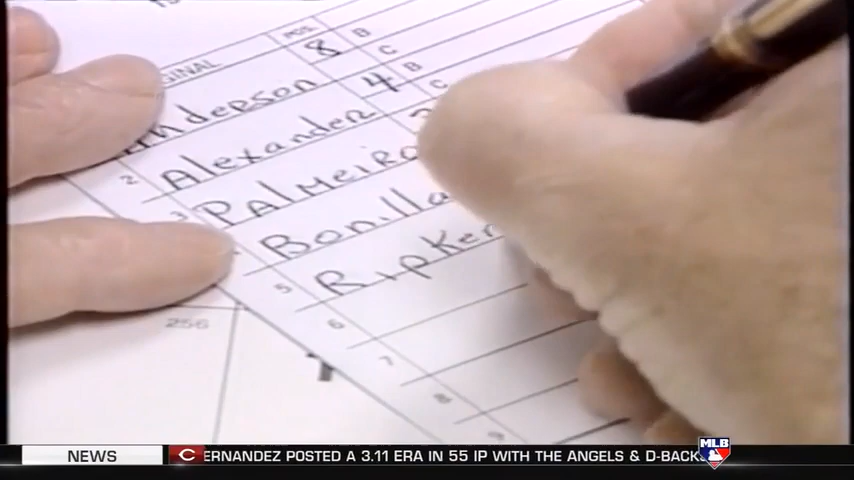 ORIGINAL POS. B
Anderson 8 C
2 Alexander 4 B
C
3 Palmeiro
Bonilla
5 Ripken
6
7
8
9
256
NEWS C ERNANDEZ POSTED A 3.11 ERA IN 55 IP WITH THE ANGELS & D-BACKS MLB